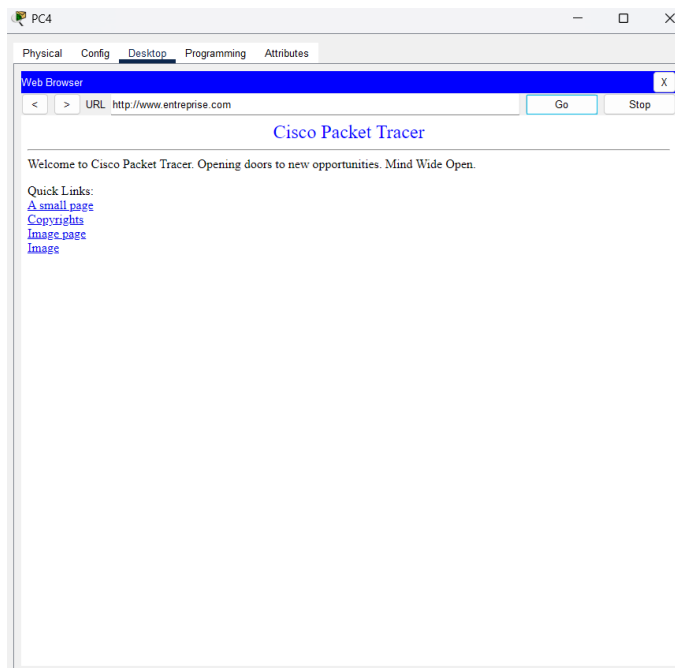 PC4
Physical Config Desktop Programming Attributes
Web Browser X
< > URL http://www.entreprise.com Go Stop
Cisco Packet Tracer
Welcome to Cisco Packet Tracer. Opening doors to new opportunities. Mind Wide Open.
Quick Links:
A small page
Copyrights
Image page
Image